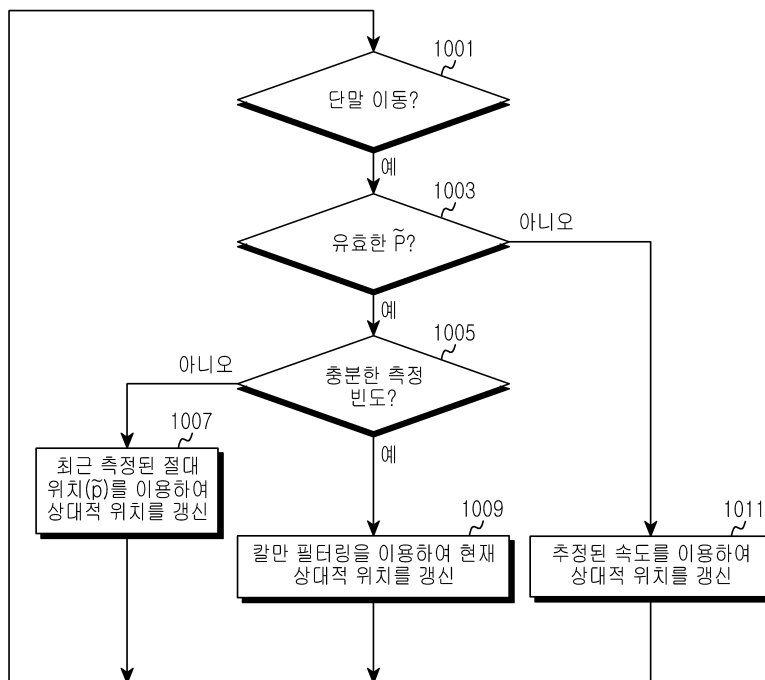 1001
단말 이동?
예
1003
유효한 P̃?
아니오
예
1005
충분한 측정
빈도?
아니오
예
1007
최근 측정된 절대
위치(p̃)를 이용하여
상대적 위치를 갱신
1009
칼만 필터링을 이용하여 현재
상대적 위치를 갱신
1011
추정된 속도를 이용하여
상대적 위치를 갱신